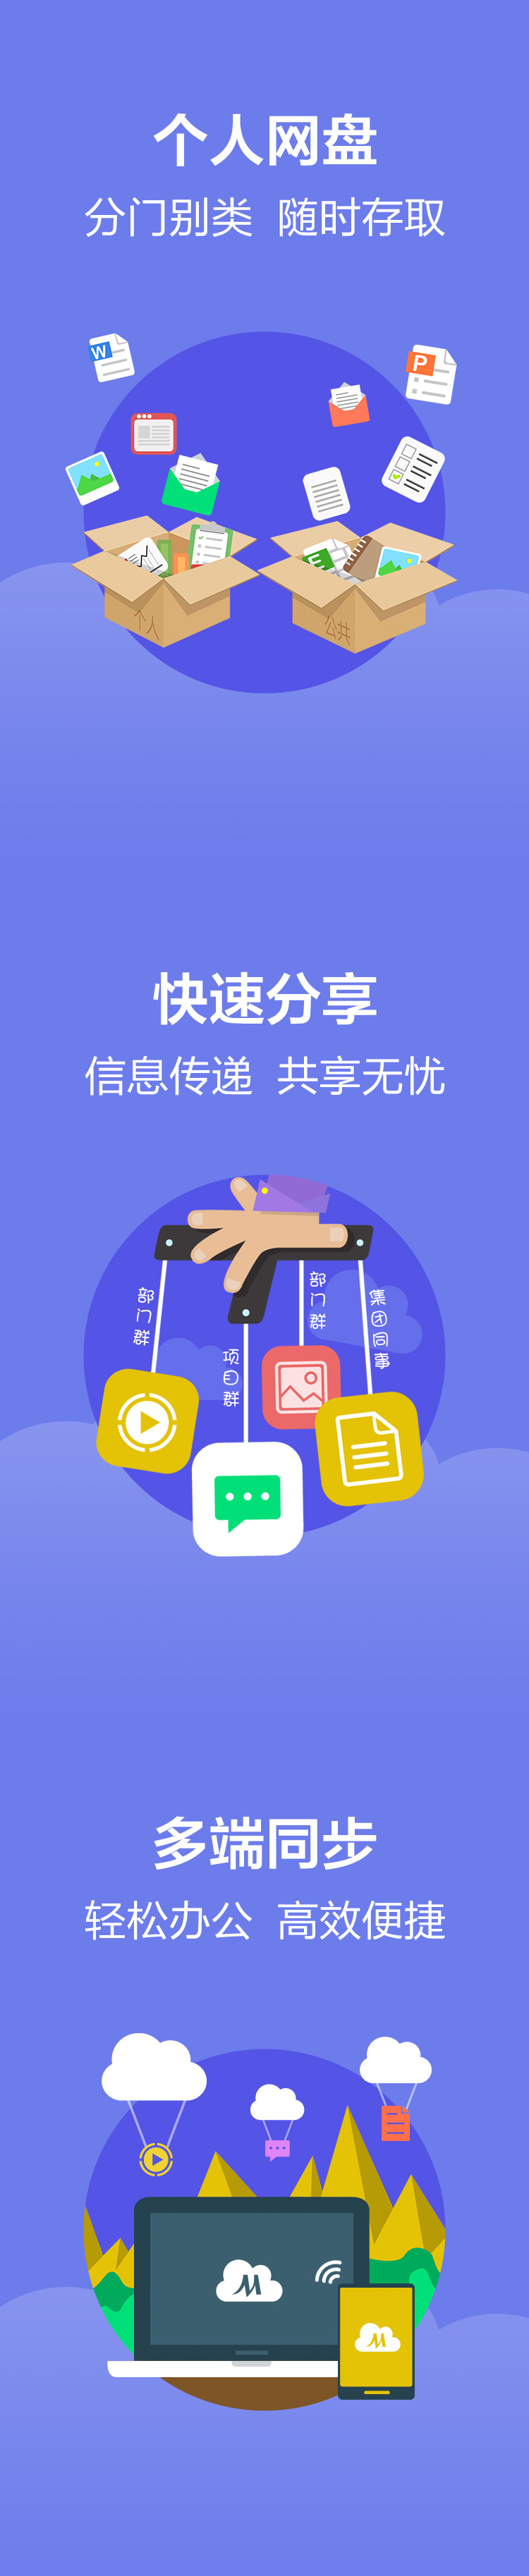 个人网盘
分门别类 随时存取
W
P
E
个人
公共
快速分享
信息传递 共享无忧
部门群
项目群
部门群
集团同事
多端同步
轻松办公 高效便捷
M
M